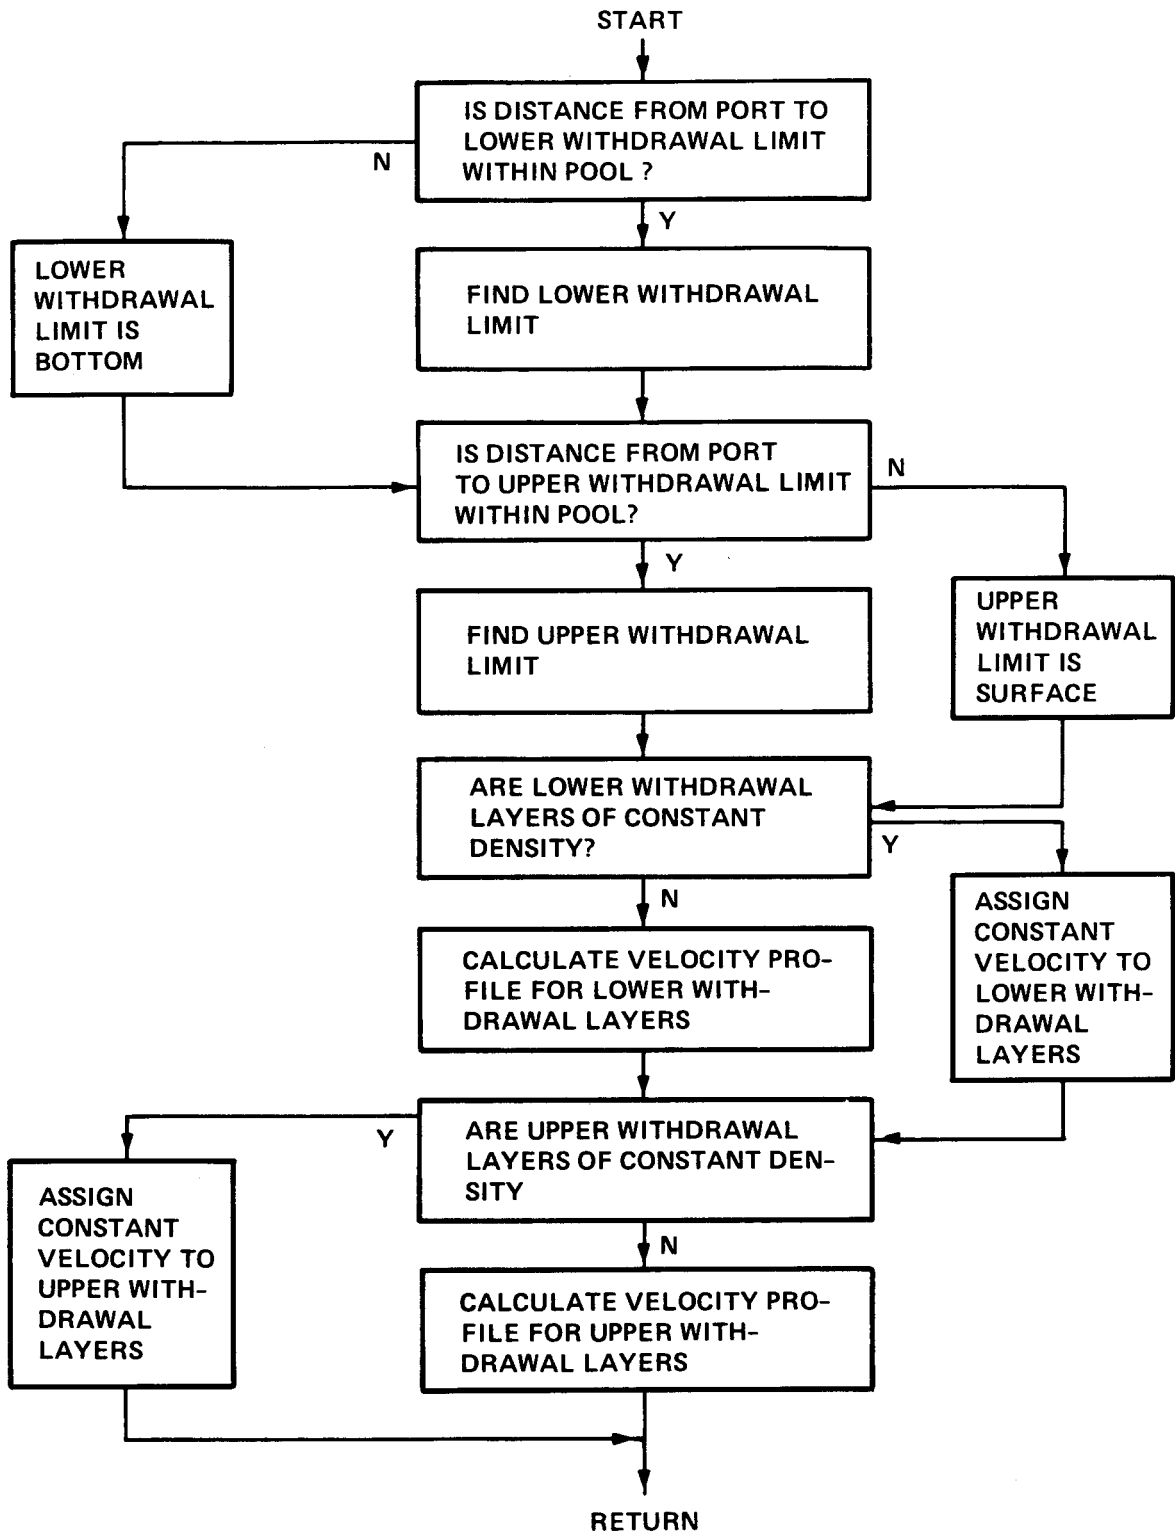 START
IS DISTANCE FROM PORT TO
LOWER WITHDRAWAL LIMIT
WITHIN POOL ?
N
Y
LOWER
WITHDRAWAL
LIMIT IS
BOTTOM
FIND LOWER WITHDRAWAL
LIMIT
IS DISTANCE FROM PORT
TO UPPER WITHDRAWAL LIMIT
WITHIN POOL?
N
Y
FIND UPPER WITHDRAWAL
LIMIT
UPPER
WITHDRAWAL
LIMIT IS
SURFACE
ARE LOWER WITHDRAWAL
LAYERS OF CONSTANT
DENSITY?
Y
N
ASSIGN
CONSTANT
VELOCITY TO
LOWER WITH-
DRAWAL
LAYERS
CALCULATE VELOCITY PRO-
FILE FOR LOWER WITH-
DRAWAL LAYERS
ARE UPPER WITHDRAWAL
LAYERS OF CONSTANT DEN-
SITY
Y
N
ASSIGN
CONSTANT
VELOCITY TO
UPPER WITH-
DRAWAL
LAYERS
CALCULATE VELOCITY PRO-
FILE FOR UPPER WITH-
DRAWAL LAYERS
RETURN